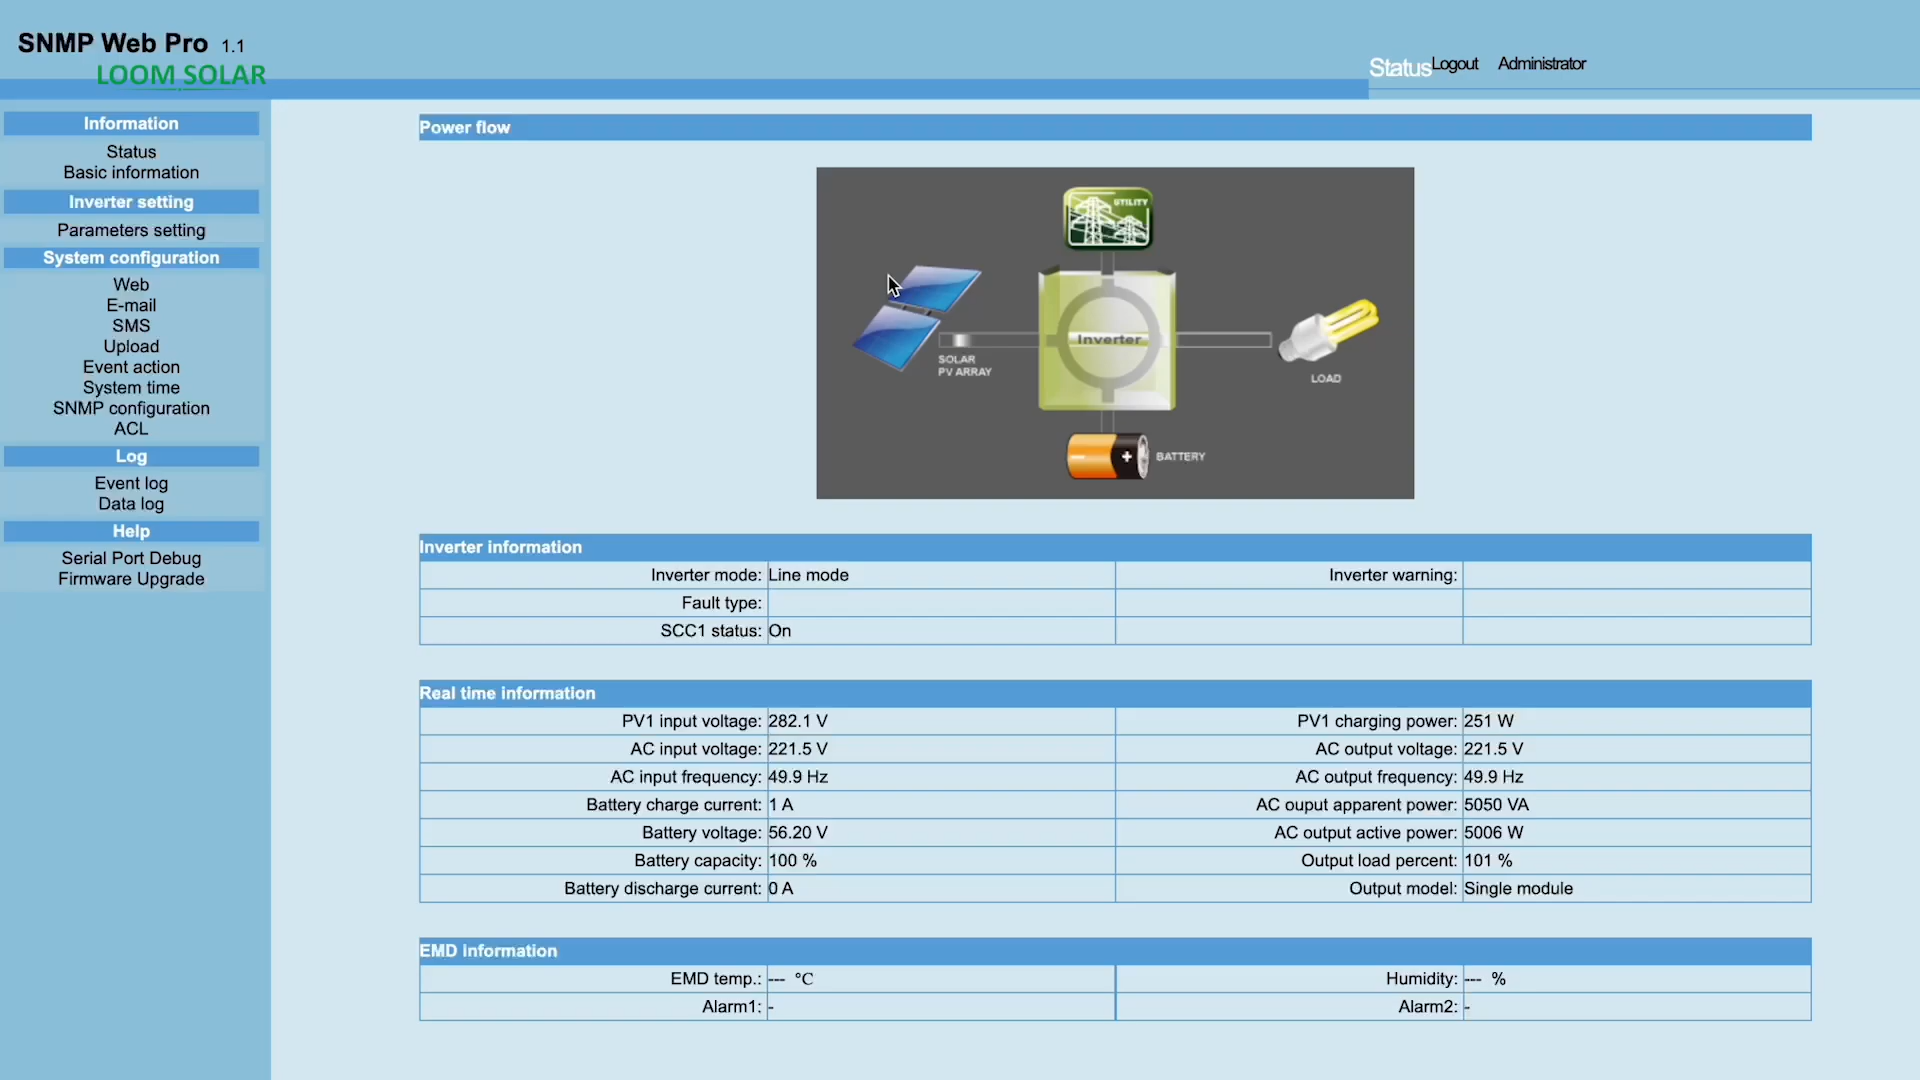 SNMP Web Pro 1.1
LOOM SOLAR
Status Logout Administrator
Information
Status
Basic information
Inverter setting
Parameters setting
System configuration
Web
E-mail
SMS
Upload
Event action
System time
SNMP configuration
ACL
Log
Event log
Data log
Help
Serial Port Debug
Firmware Upgrade
Power flow
UTILITY
SOLAR
PV ARRAY
Inverter
LOAD
BATTERY
Inverter information
Inverter mode: Line mode Inverter warning:
Fault type:
SCC1 status: On
Real time information
PV1 input voltage: 282.1 V PV1 charging power: 251 W
AC input voltage: 221.5 V AC output voltage: 221.5 V
AC input frequency: 49.9 Hz AC output frequency: 49.9 Hz
Battery charge current: 1 A AC ouput apparent power: 5050 VA
Battery voltage: 56.20 V AC output active power: 5006 W
Battery capacity: 100 % Output load percent: 101 %
Battery discharge current: 0 A Output model: Single module
EMD information
EMD temp.: --- °C Humidity: --- %
Alarm1: - Alarm2: -